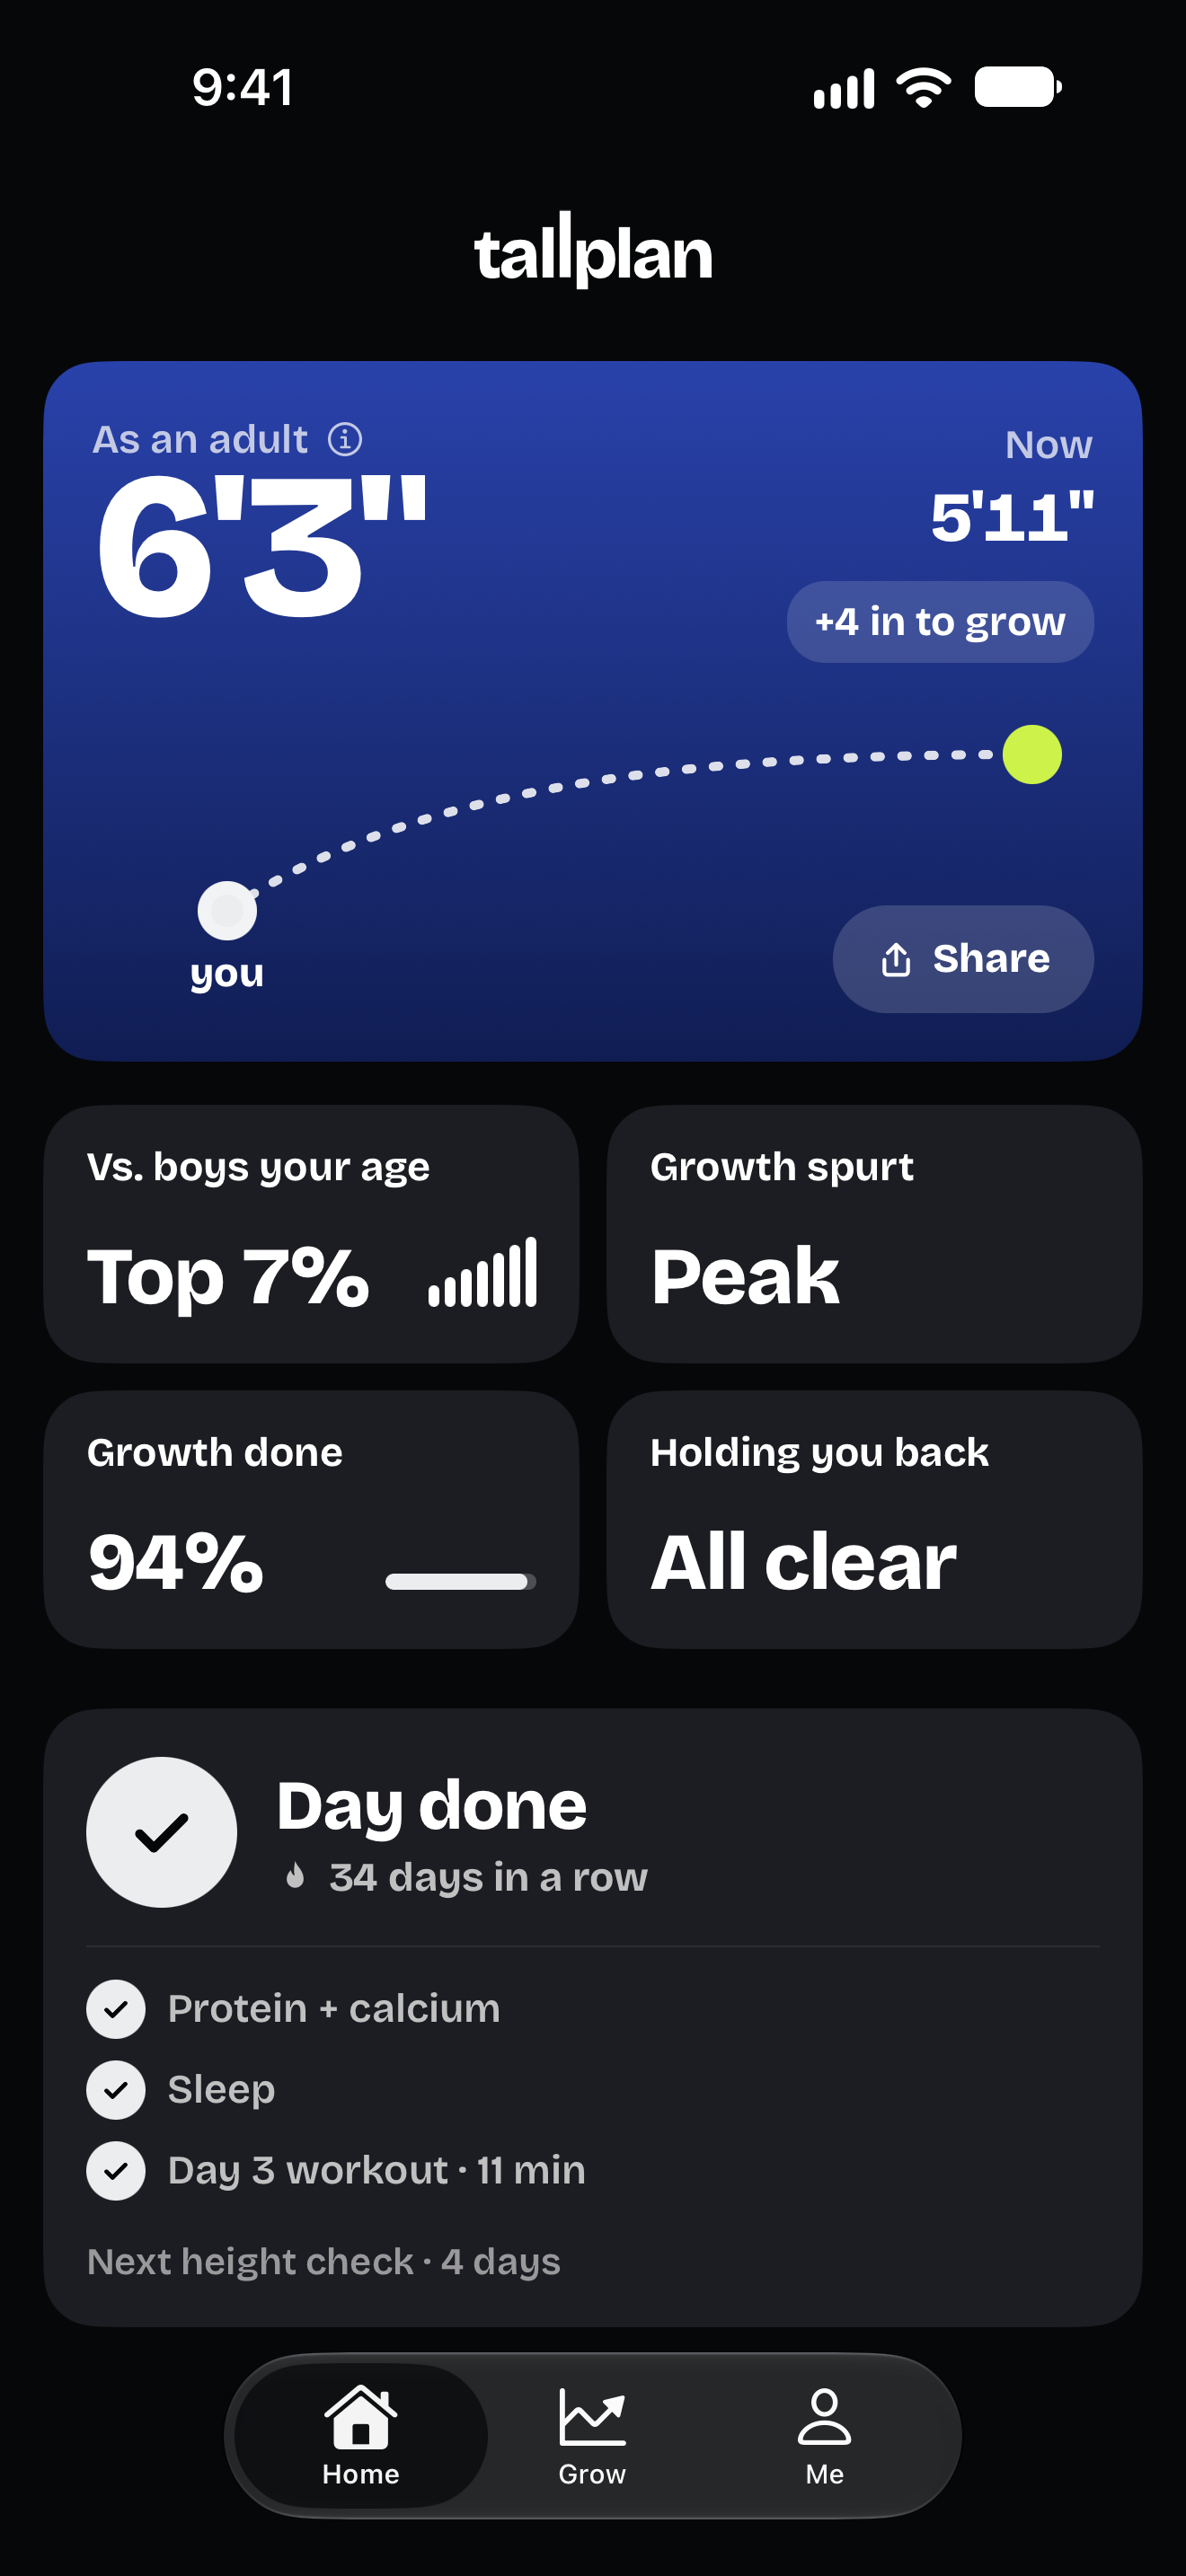 9:41
tallplan
As an adult
6'3"
Now
5'11"
+4 in to grow
you
Share
Vs. boys your age
Top 7%
Growth spurt
Peak
Growth done
94%
Holding you back
All clear
Day done
34 days in a row
Protein + calcium
Sleep
Day 3 workout · 11 min
Next height check · 4 days
Home
Grow
Me